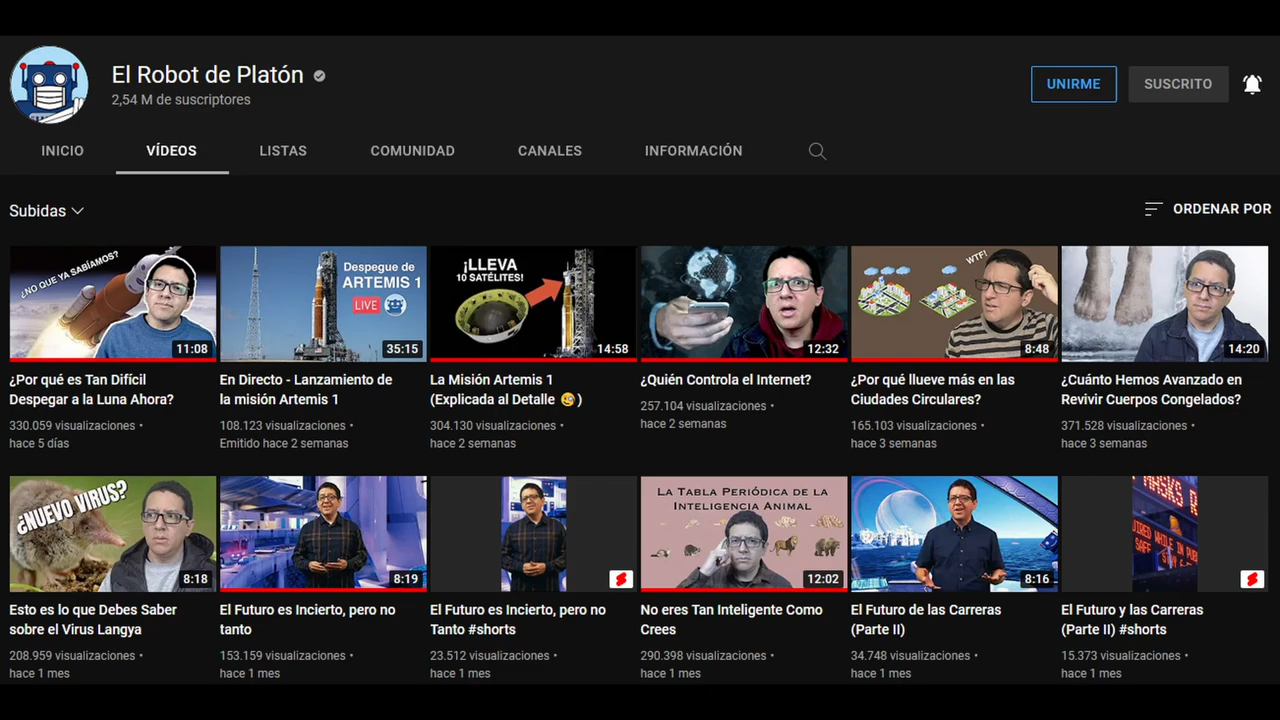 El Robot de Platón
2,54 M de suscriptores
UNIRME
SUSCRITO
INICIO
VÍDEOS
LISTAS
COMUNIDAD
CANALES
INFORMACIÓN
Subidas
ORDENAR POR
¿NO QUE YA SABÍAMOS?
11:08
Despegue de
ARTEMIS 1
LIVE
35:15
¡LLEVA
10 SATÉLITES!
14:58
12:32
WTF!
8:48
14:20
¿Por qué es Tan Difícil
Despegar a la Luna Ahora?
330.059 visualizaciones •
hace 5 días
En Directo - Lanzamiento de
la misión Artemis 1
108.123 visualizaciones •
Emitido hace 2 semanas
La Misión Artemis 1
(Explicada al Detalle 🧐)
304.130 visualizaciones •
hace 2 semanas
¿Quién Controla el Internet?
257.104 visualizaciones •
hace 2 semanas
¿Por qué llueve más en las
Ciudades Circulares?
165.103 visualizaciones •
hace 3 semanas
¿Cuánto Hemos Avanzado en
Revivir Cuerpos Congelados?
371.528 visualizaciones •
hace 3 semanas
¿NUEVO VIRUS?
8:18
8:19
LA TABLA PERIÓDICA DE LA
INTELIGENCIA ANIMAL
12:02
8:16
MASKS R
Esto es lo que Debes Saber
sobre el Virus Langya
208.959 visualizaciones •
hace 1 mes
El Futuro es Incierto, pero no
tanto
153.159 visualizaciones •
hace 1 mes
El Futuro es Incierto, pero no
Tanto #shorts
23.512 visualizaciones •
hace 1 mes
No eres Tan Inteligente Como
Crees
290.398 visualizaciones •
hace 1 mes
El Futuro de las Carreras
(Parte II)
34.748 visualizaciones •
hace 1 mes
El Futuro y las Carreras
(Parte II) #shorts
15.373 visualizaciones •
hace 1 mes